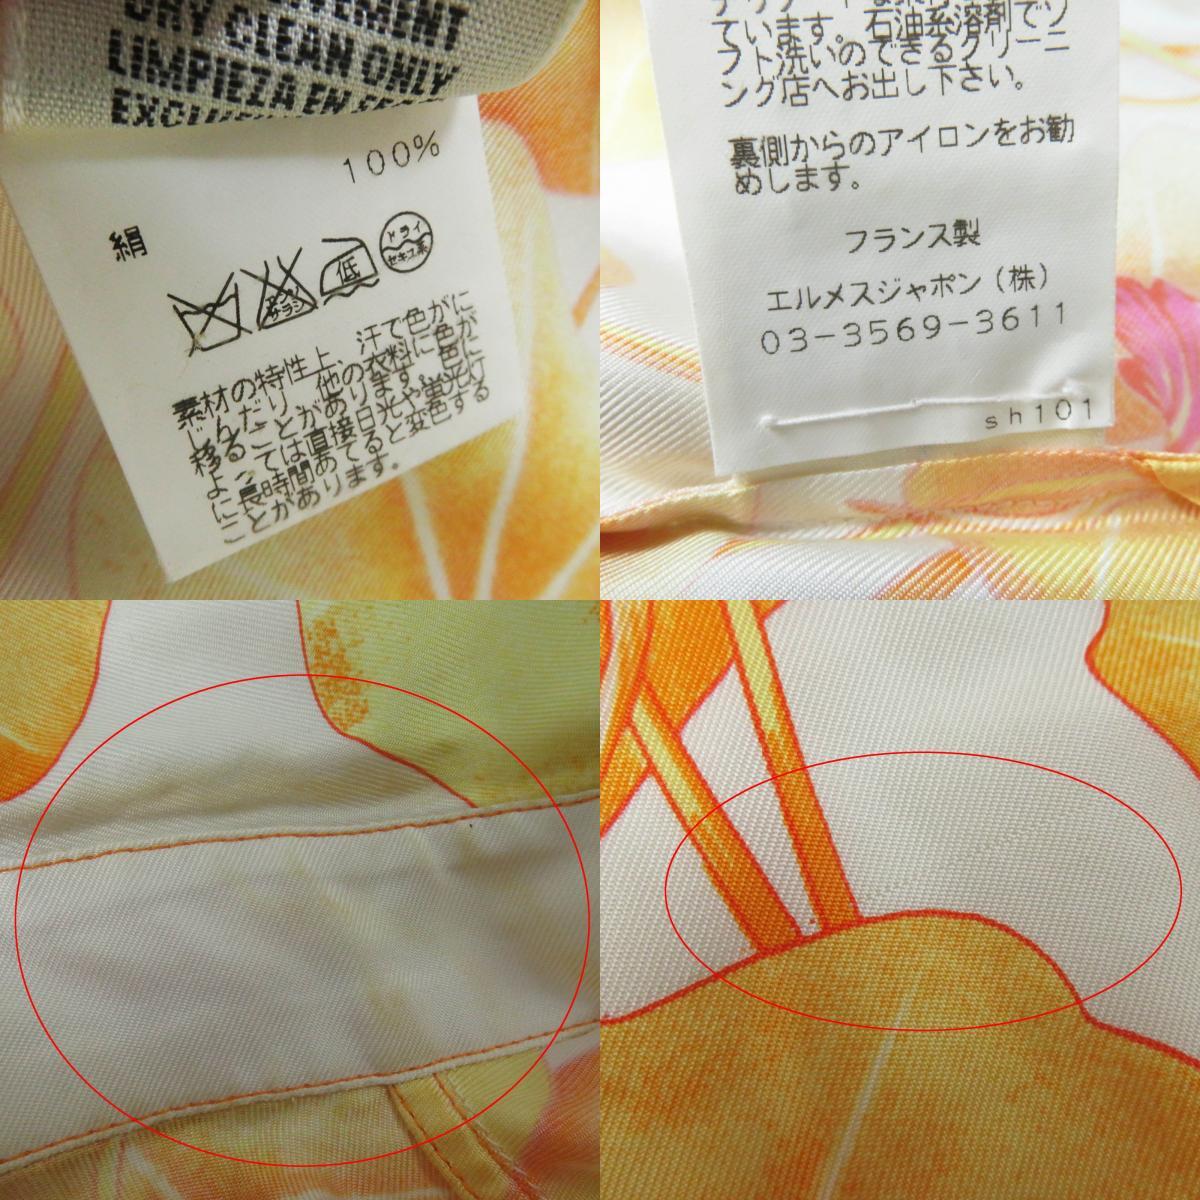 DRY CLEAN ONLY
100%
絹
低
ドライ
セキユ系
素材の特性上、汗で色がに
じんだり、他の衣料に色が
移ることがあります。色に
よっては直接日光や蛍光灯
に長時間あてると変色する
ことがあります。
ています。石油系溶剤でソ
フト洗いのできるクリーニ
ング店へお出し下さい。
裏側からのアイロンをお勧
めします。
フランス製
エルメスジャポン(株)
03-3569-3611
sh101